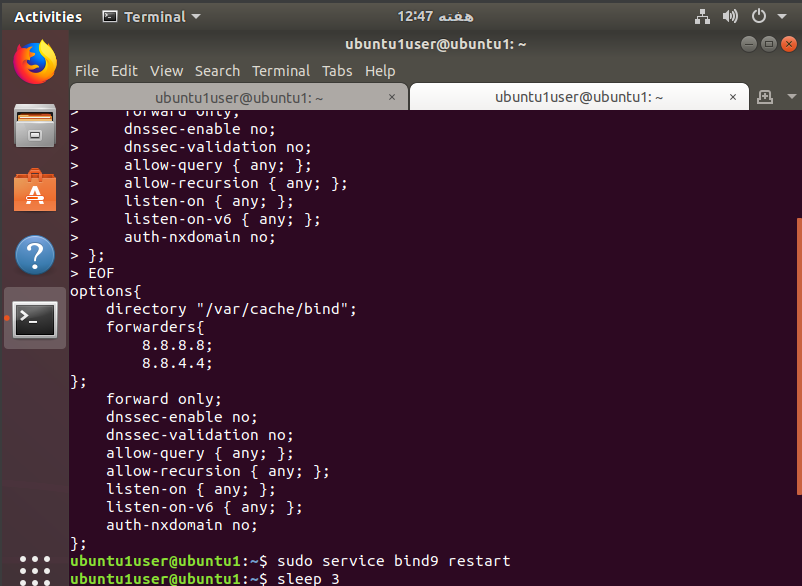 Activities Terminal هفته 12:47
ubuntu1user@ubuntu1: ~
File Edit View Search Terminal Tabs Help
ubuntu1user@ubuntu1: ~ × ubuntu1user@ubuntu1: ~ ×
>     forward only;
>     dnssec-enable no;
>     dnssec-validation no;
>     allow-query { any; };
>     allow-recursion { any; };
>     listen-on { any; };
>     listen-on-v6 { any; };
>     auth-nxdomain no;
> };
> EOF
options{
    directory "/var/cache/bind";
    forwarders{
        8.8.8.8;
        8.8.4.4;
};
    forward only;
    dnssec-enable no;
    dnssec-validation no;
    allow-query { any; };
    allow-recursion { any; };
    listen-on { any; };
    listen-on-v6 { any; };
    auth-nxdomain no;
};
ubuntu1user@ubuntu1:~$ sudo service bind9 restart
ubuntu1user@ubuntu1:~$ sleep 3